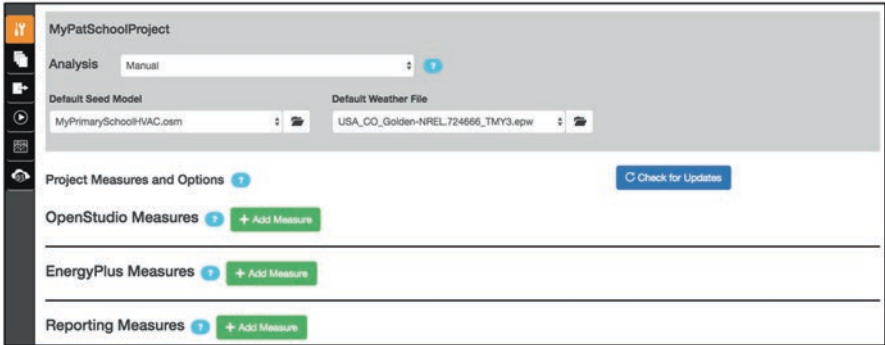 MyPatSchoolProject
Analysis Manual ?
Default Seed Model Default Weather File
MyPrimarySchoolHVAC.osm USA_CO_Golden-NREL.724666_TMY3.epw
Project Measures and Options ? Check for Updates
OpenStudio Measures ? + Add Measure
EnergyPlus Measures ? + Add Measure
Reporting Measures ? + Add Measure